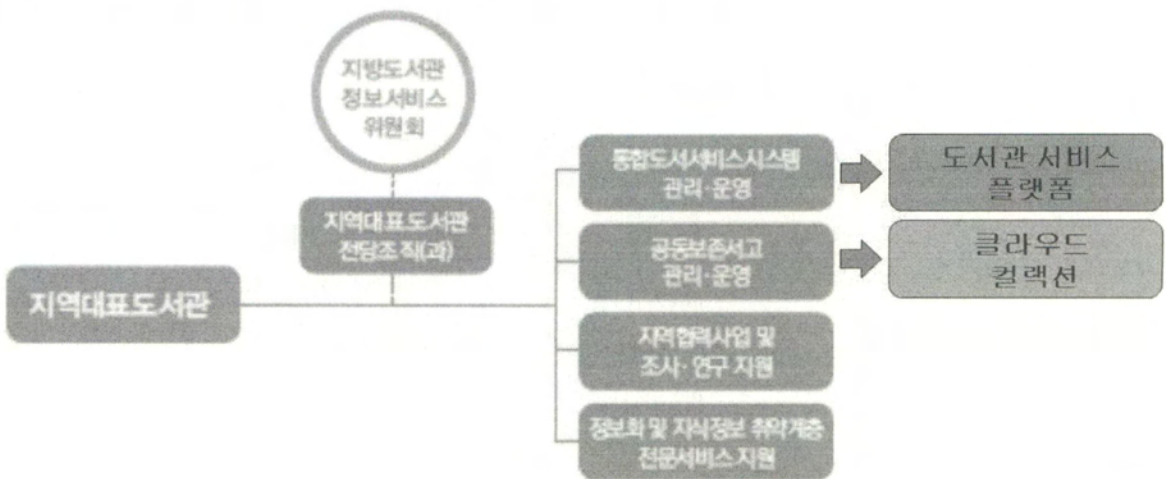 지방도서관
정보서비스
위원회
지역대표도서관
전담조직(과)
지역대표도서관
통합도서서비스시스템
관리·운영
도서관 서비스
플랫폼
공동보존서고
관리·운영
클라우드
컬랙션
지역협력사업 및
조사·연구 지원
정보화 및 지식정보 취약계층
전문서비스 지원